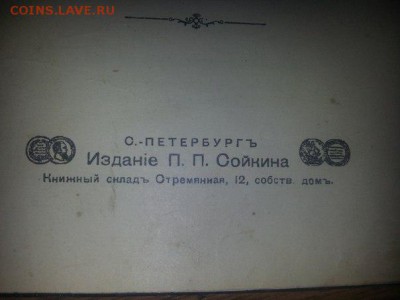 COINS.LAVE.RU
С.-ПЕТЕРБУРГЪ
Изданіе П. П. Сойкина
Книжный складъ Стремянная, 12, собств. домъ.